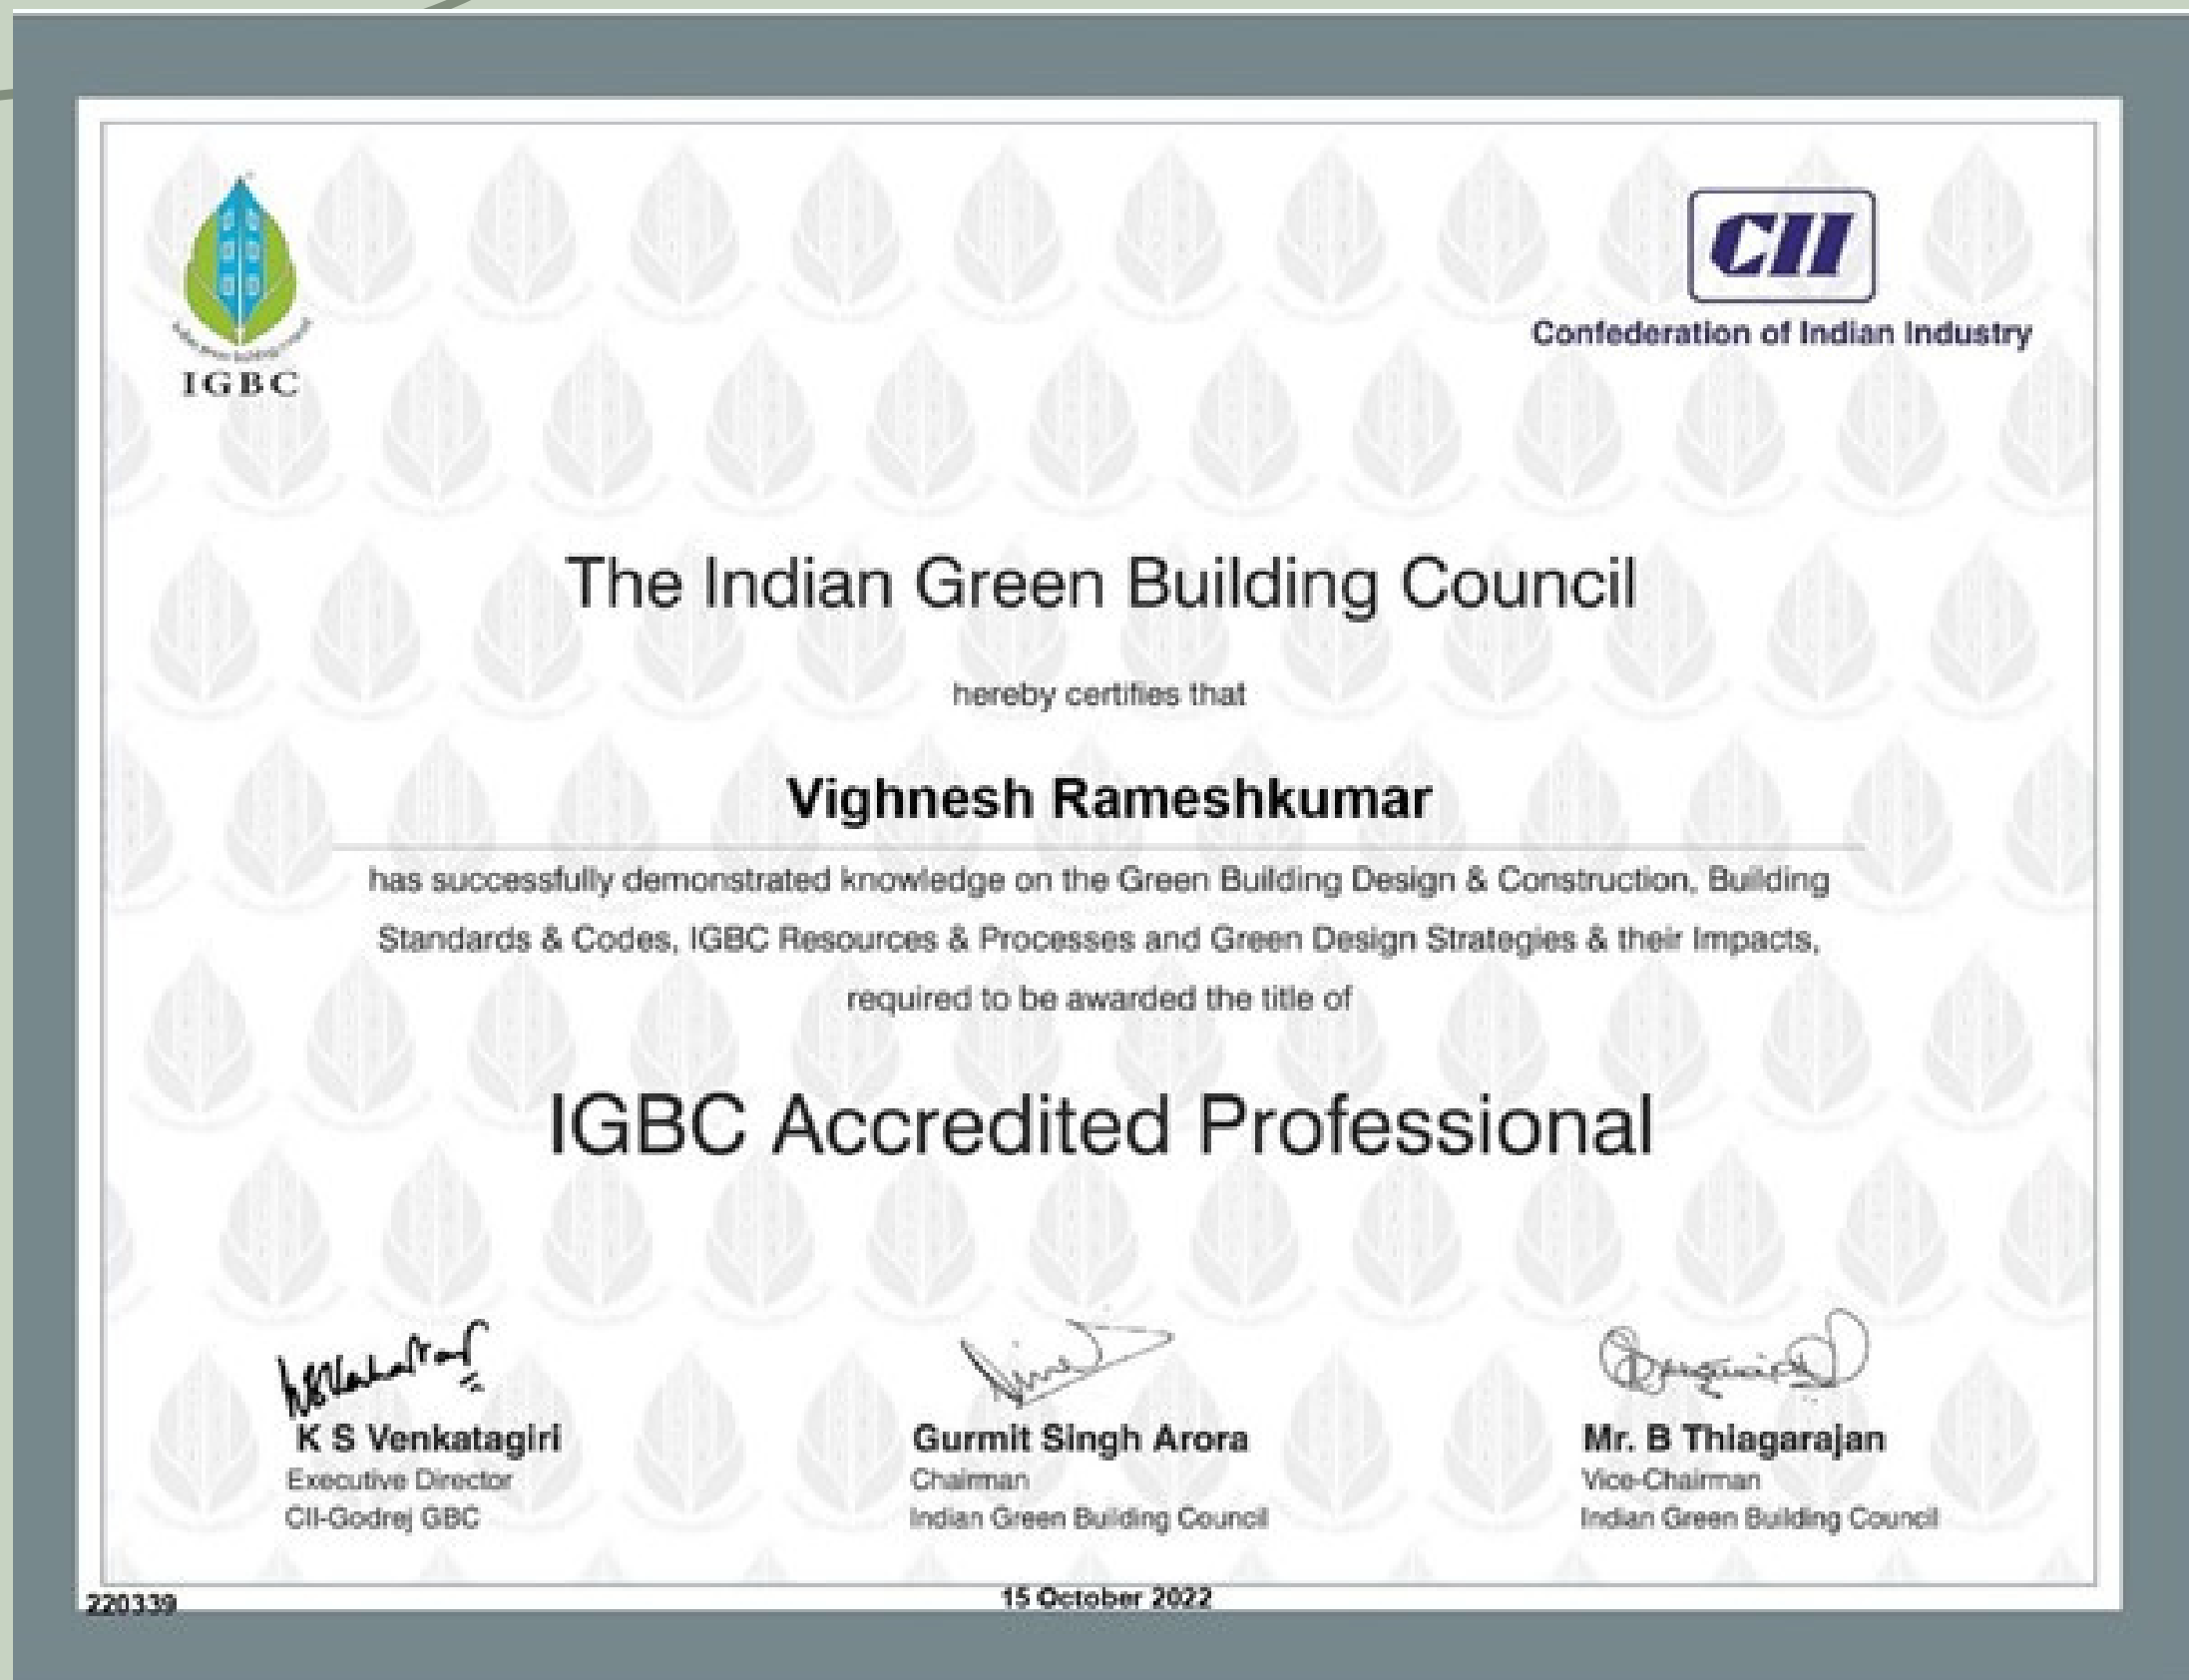 IGBC
CII
Confederation of Indian Industry
The Indian Green Building Council
hereby certifies that
Vighnesh Rameshkumar
has successfully demonstrated knowledge on the Green Building Design & Construction, Building
Standards & Codes, IGBC Resources & Processes and Green Design Strategies & their Impacts,
required to be awarded the title of
IGBC Accredited Professional
K S Venkatagiri
Executive Director
CII-Godrej GBC
Gurmit Singh Arora
Chairman
Indian Green Building Council
Mr. B Thiagarajan
Vice-Chairman
Indian Green Building Council
220339
15 October 2022